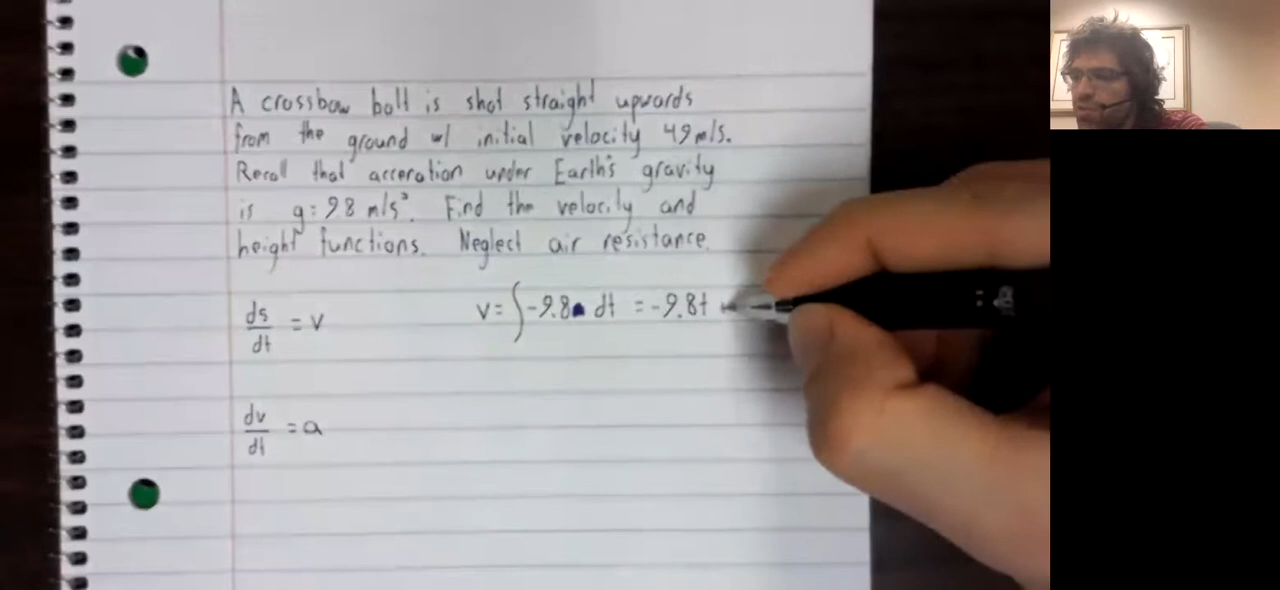 A crossbow bolt is shot straight upwards
from the ground w/ initial velocity 49m/s.
Recall that acceration under Earth's gravity
is g=9.8 m/s². Find the velocity and
height functions. Neglect air resistance.
ds/dt = v
v = ∫ -9.8 dt = -9.8t
dv/dt = a